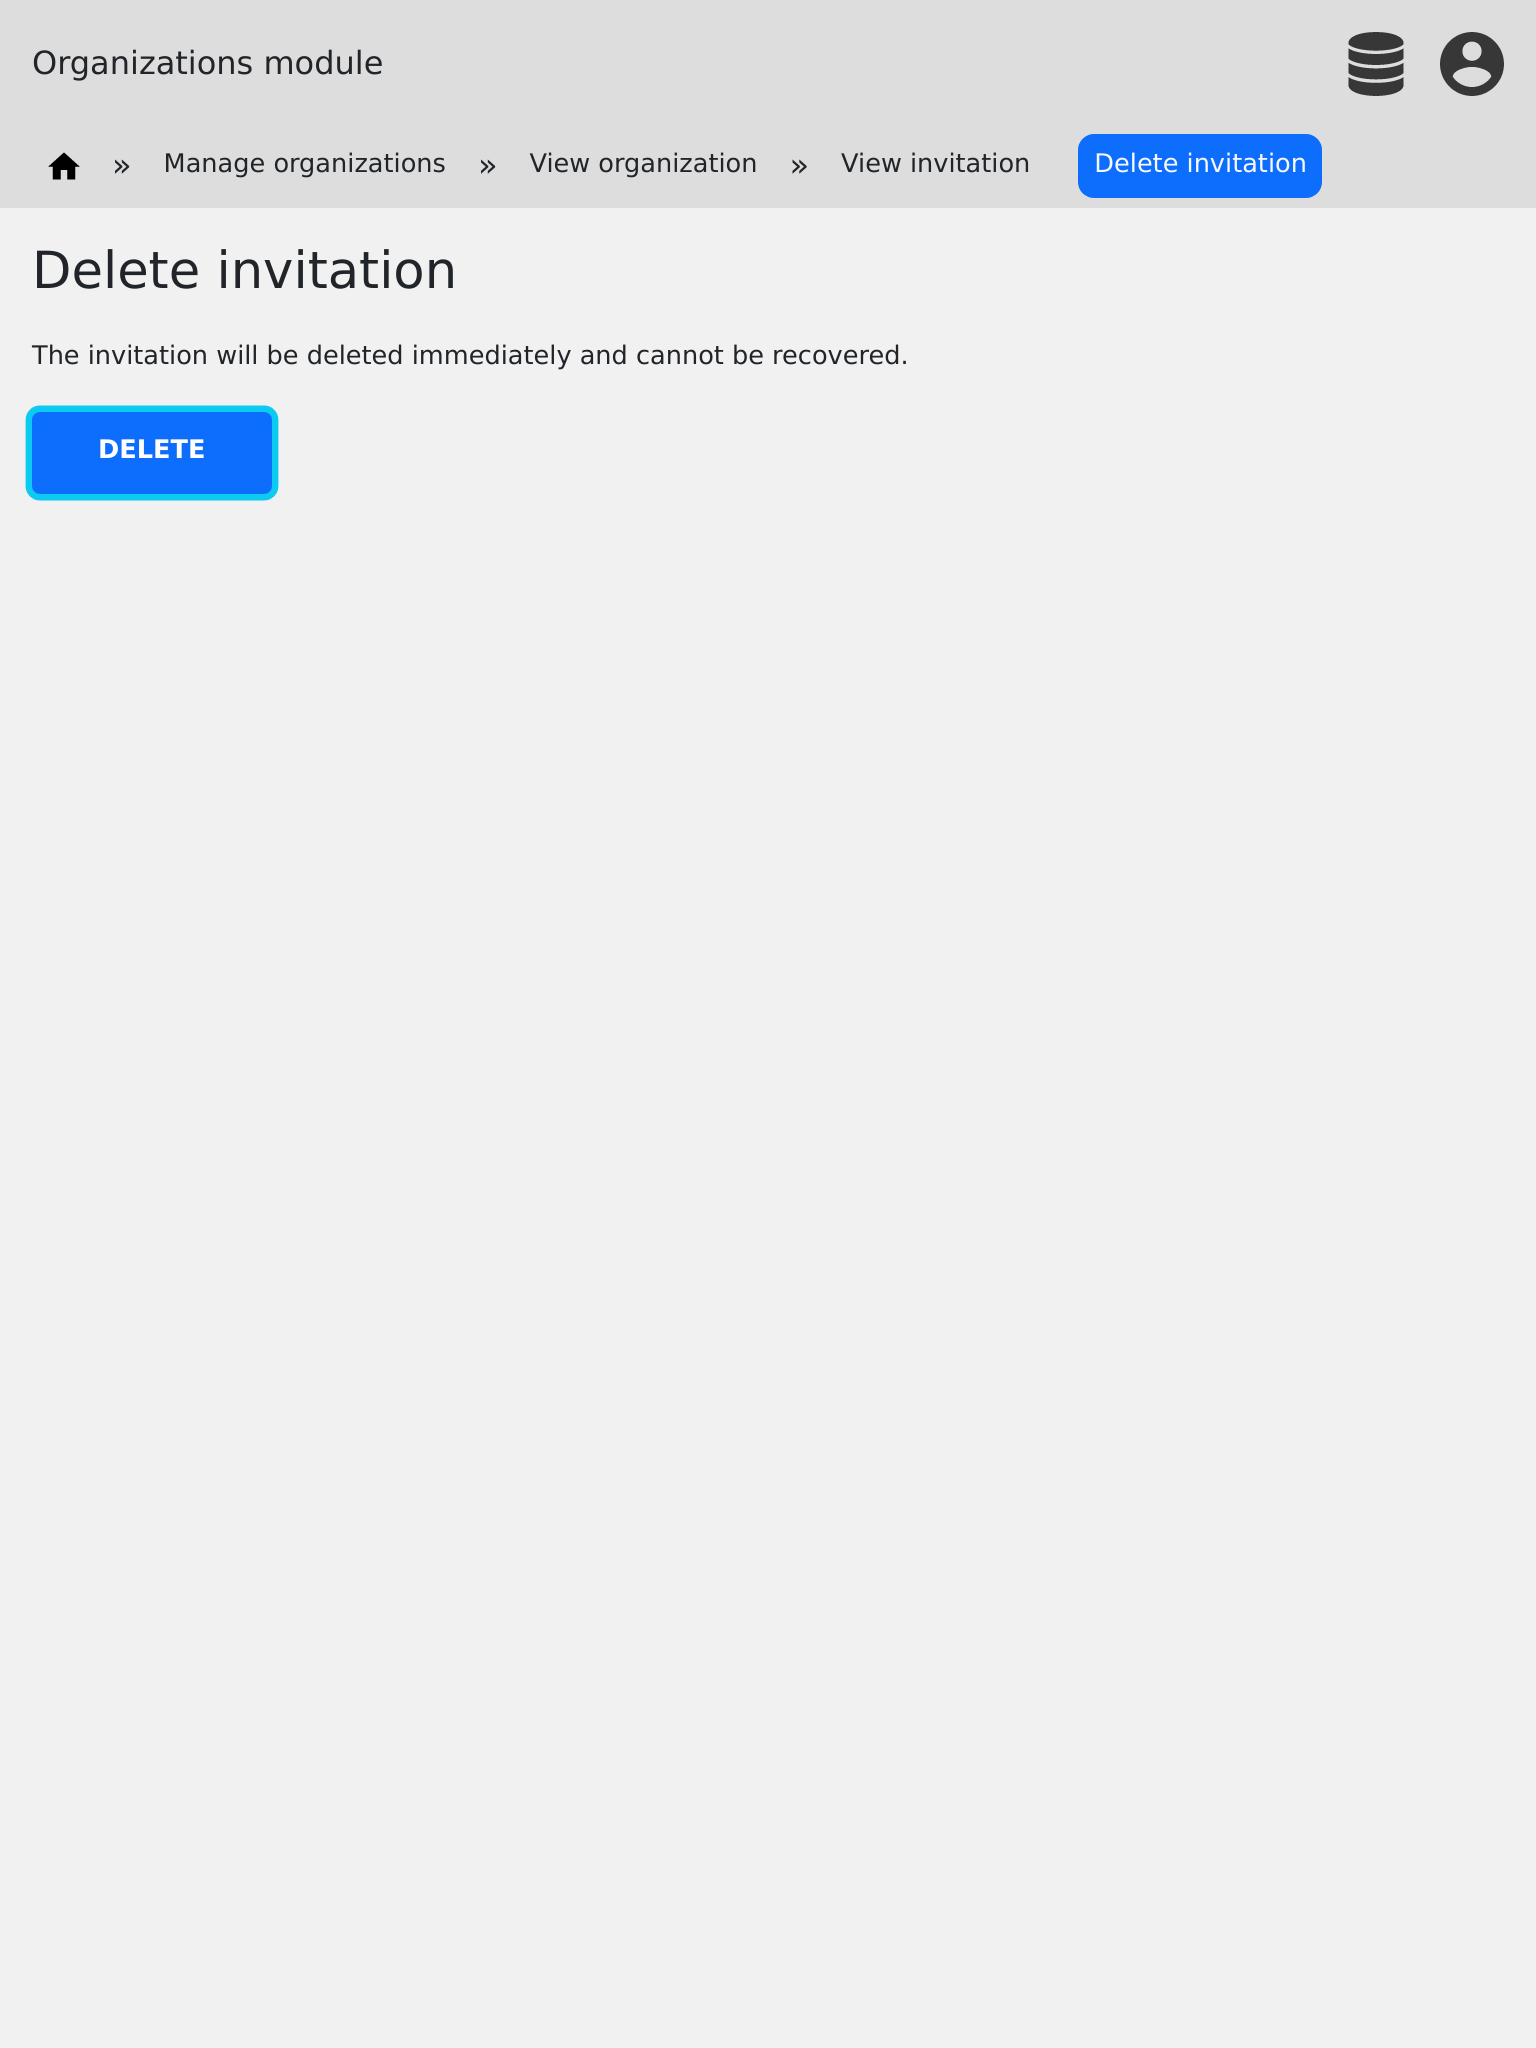 Organizations module
» Manage organizations » View organization » View invitation Delete invitation
Delete invitation
The invitation will be deleted immediately and cannot be recovered.
DELETE